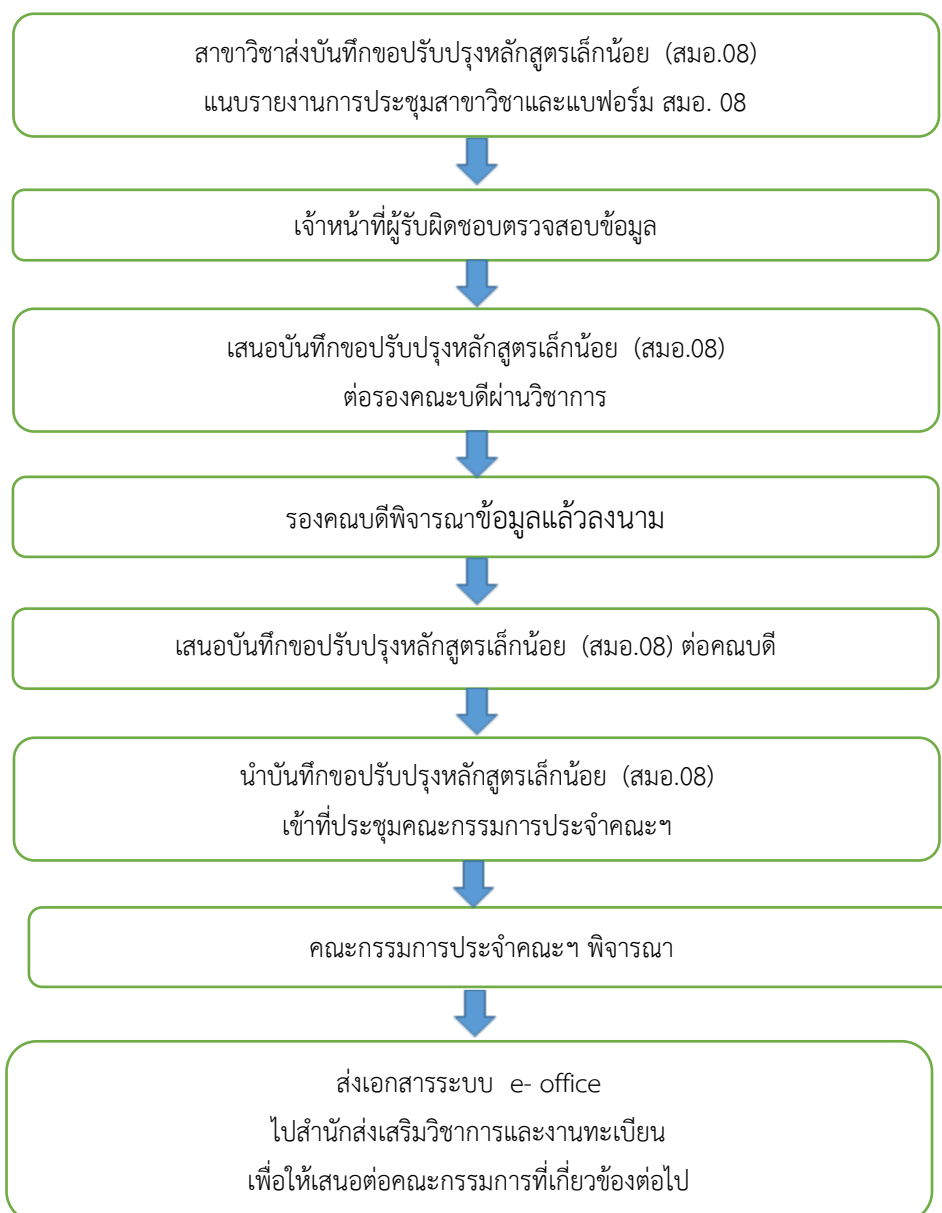 สาขาวิชาส่งบันทึกขอปรับปรุงหลักสูตรเล็กน้อย (สมอ.08)
แนบรายงานการประชุมสาขาวิชาและแบฟอร์ม สมอ. 08
เจ้าหน้าที่ผู้รับผิดชอบตรวจสอบข้อมูล
เสนอบันทึกขอปรับปรุงหลักสูตรเล็กน้อย (สมอ.08)
ต่อรองคณะบดีผ่านวิชาการ
รองคณบดีพิจารณาข้อมูลแล้วลงนาม
เสนอบันทึกขอปรับปรุงหลักสูตรเล็กน้อย (สมอ.08) ต่อคณบดี
นำบันทึกขอปรับปรุงหลักสูตรเล็กน้อย (สมอ.08)
เข้าที่ประชุมคณะกรรมการประจำคณะฯ
คณะกรรมการประจำคณะฯ พิจารณา
ส่งเอกสารระบบ e- office
ไปสำนักส่งเสริมวิชาการและงานทะเบียน
เพื่อให้เสนอต่อคณะกรรมการที่เกี่ยวข้องต่อไป